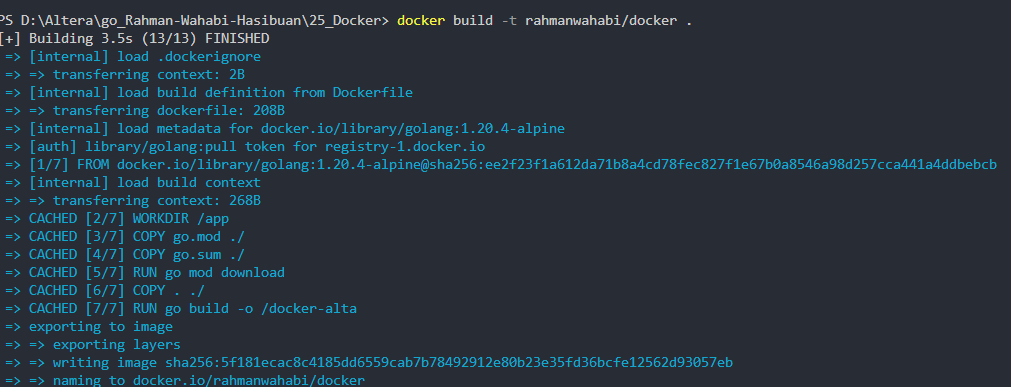 PS D:\Altera\go_Rahman-Wahabi-Hasibuan\25_Docker> docker build -t rahmanwahabi/docker .
[+] Building 3.5s (13/13) FINISHED
=> [internal] load .dockerignore
=> => transferring context: 2B
=> [internal] load build definition from Dockerfile
=> => transferring dockerfile: 208B
=> [internal] load metadata for docker.io/library/golang:1.20.4-alpine
=> [auth] library/golang:pull token for registry-1.docker.io
=> [1/7] FROM docker.io/library/golang:1.20.4-alpine@sha256:ee2f23f1a612da71b8a4cd78fec827f1e67b0a8546a98d257cca441a4ddbebcb
=> [internal] load build context
=> => transferring context: 268B
=> CACHED [2/7] WORKDIR /app
=> CACHED [3/7] COPY go.mod ./
=> CACHED [4/7] COPY go.sum ./
=> CACHED [5/7] RUN go mod download
=> CACHED [6/7] COPY . ./
=> CACHED [7/7] RUN go build -o /docker-alta
=> exporting to image
=> => exporting layers
=> => writing image sha256:5f181ecac8c4185dd6559cab7b78492912e80b23e35fd36bcfe12562d93057eb
=> => naming to docker.io/rahmanwahabi/docker